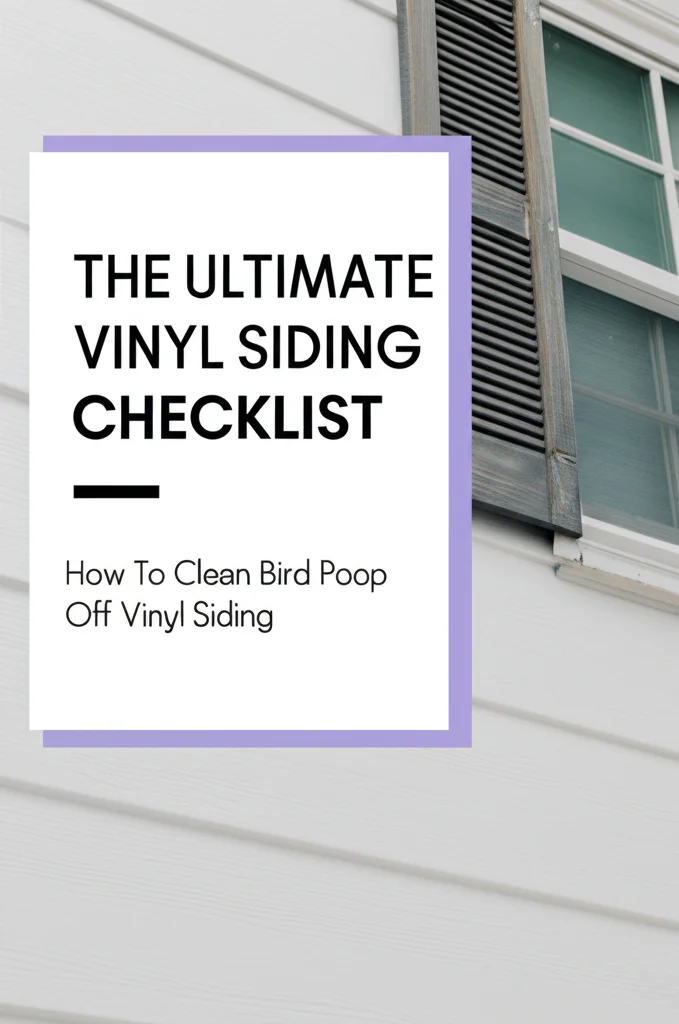 THE ULTIMATE
VINYL SIDING
CHECKLIST
How To Clean Bird Poop
Off Vinyl Siding